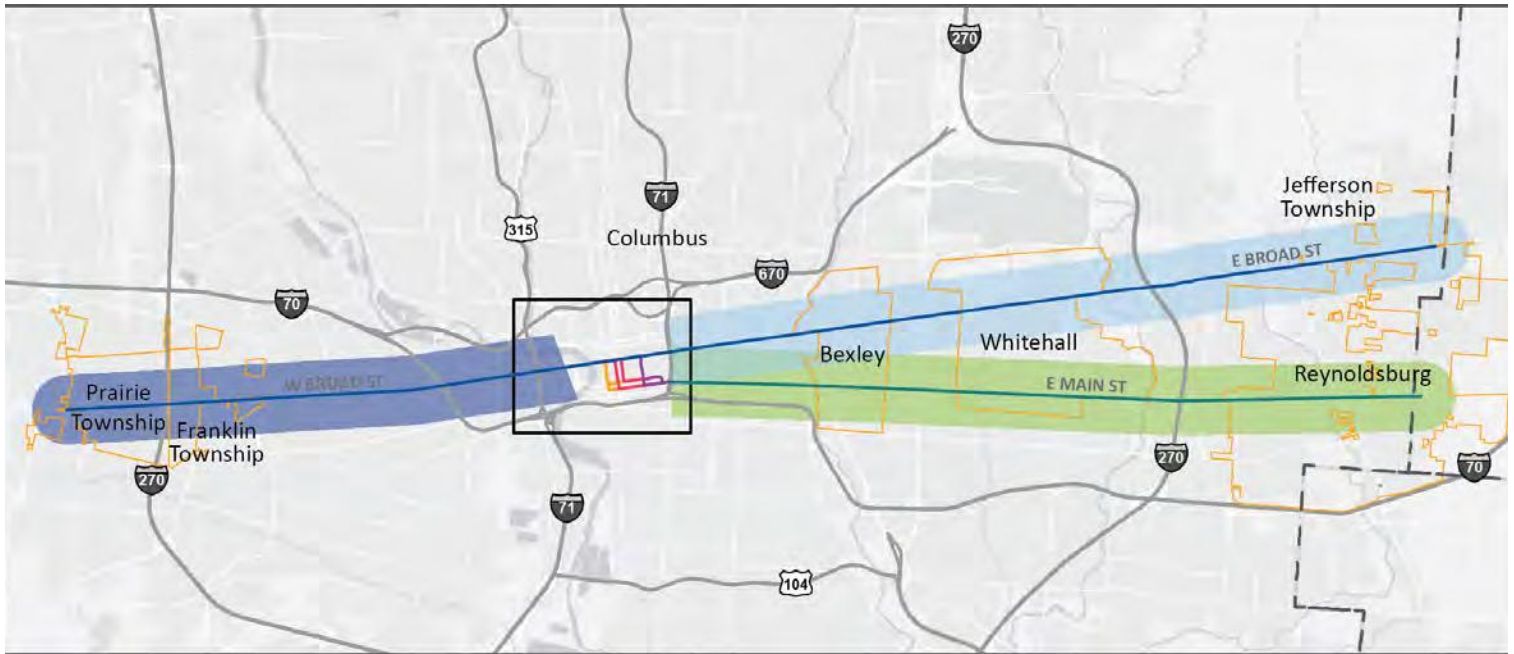 270
71
315
Columbus
670
70
Jefferson
Township
E BROAD ST
Whitehall
Bexley
E MAIN ST
Reynoldsburg
W BROAD ST
Prairie
Township
Franklin
Township
270
71
270
70
104